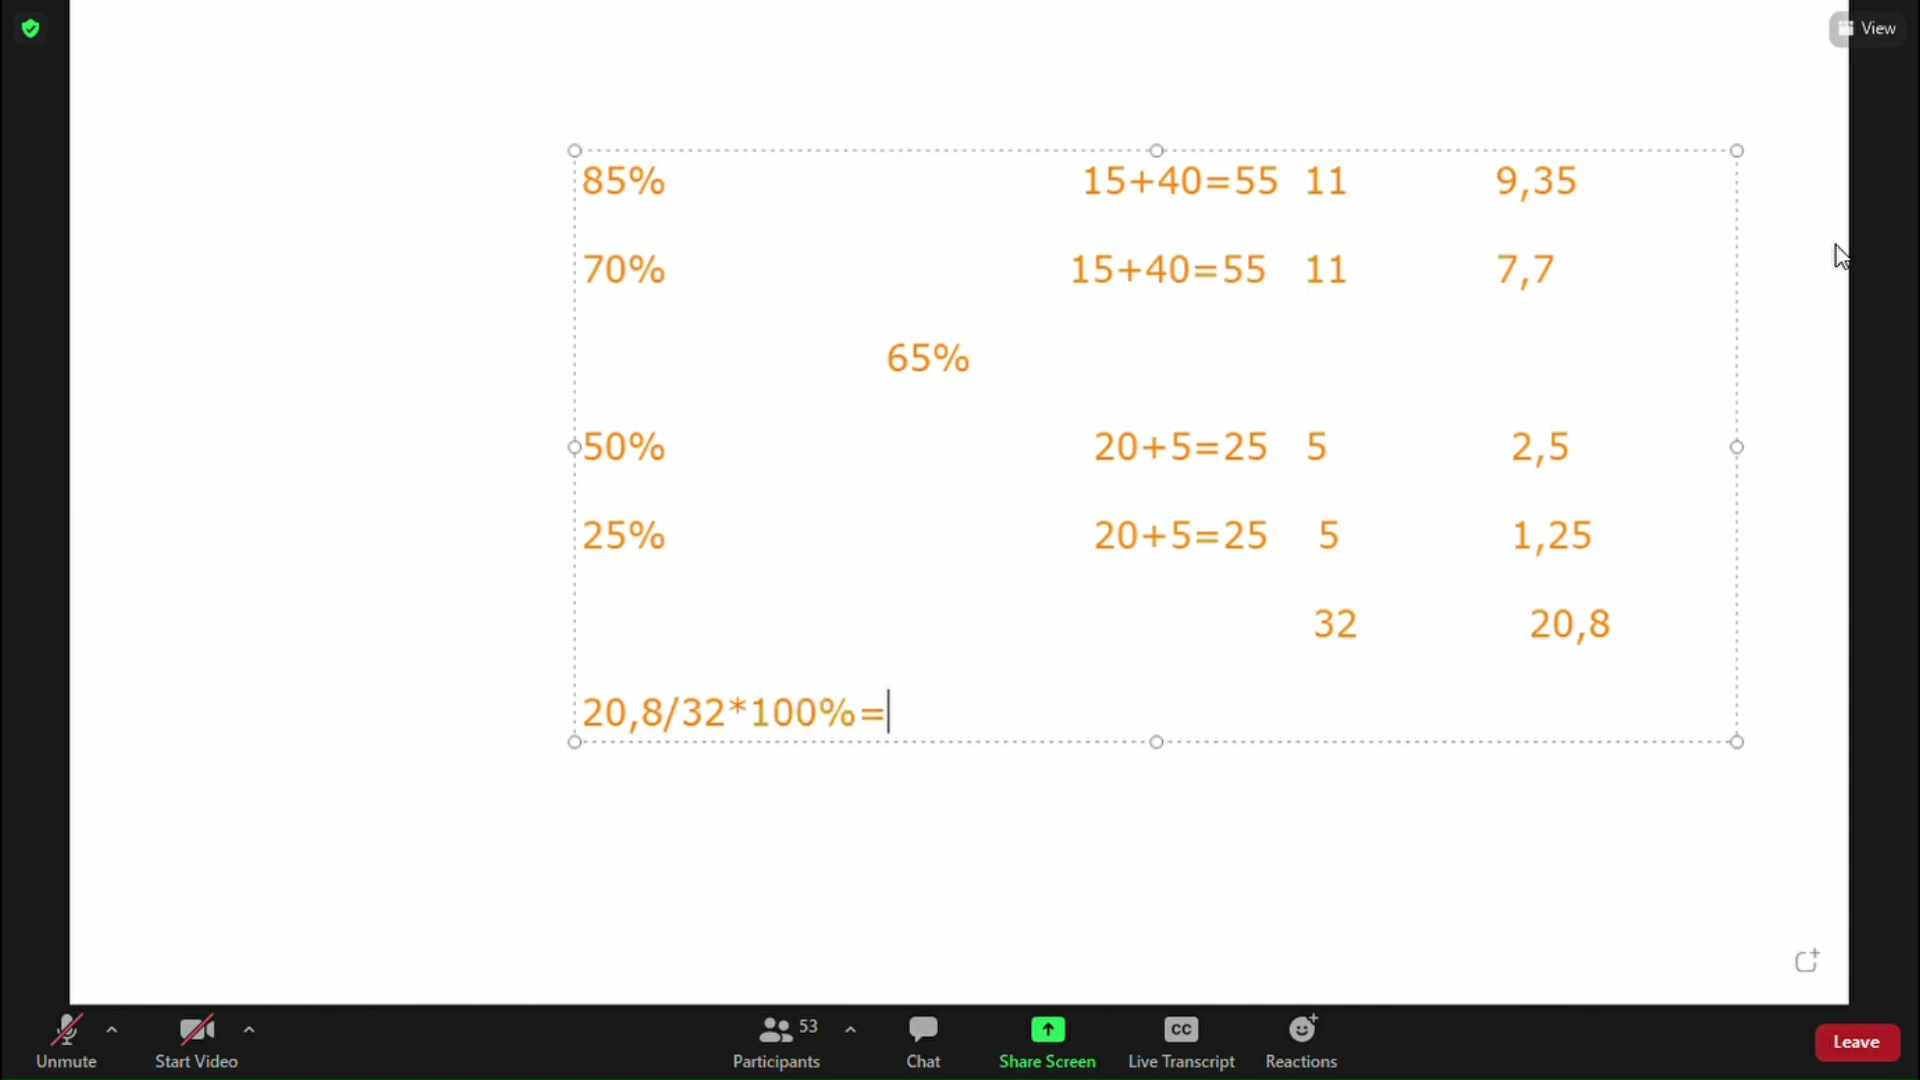 View
85% 15+40=55 11 9,35
70% 15+40=55 11 7,7
65%
50% 20+5=25 5 2,5
25% 20+5=25 5 1,25
32 20,8
20,8/32*100%=
53
CC
Unmute Start Video Participants Chat Share Screen Live Transcript Reactions Leave